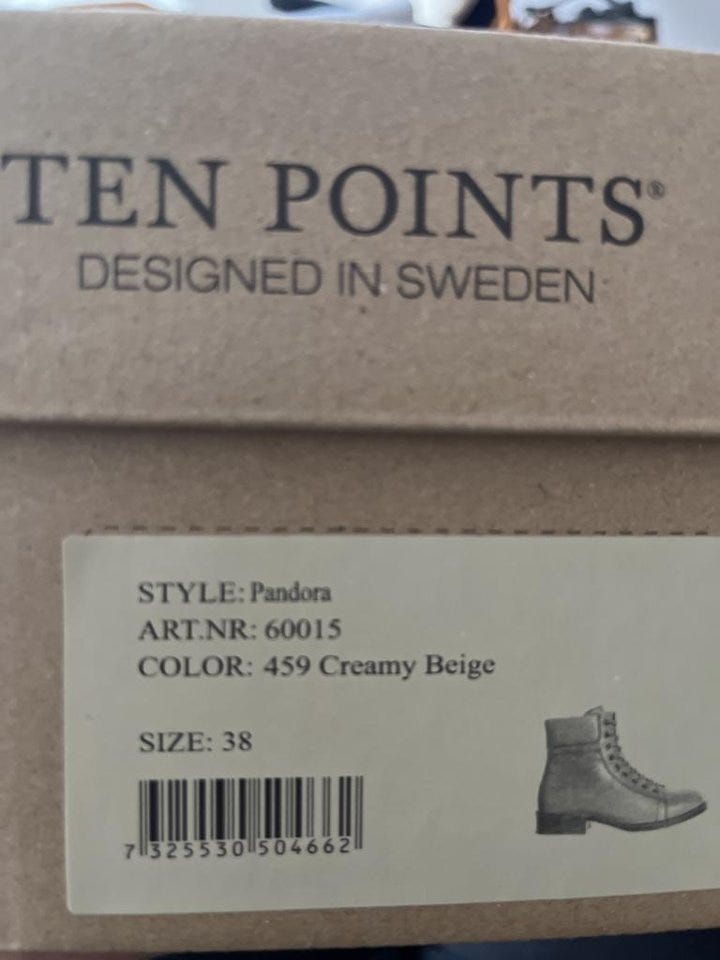 TEN POINTS®
DESIGNED IN SWEDEN
STYLE: Pandora
ART.NR: 60015
COLOR: 459 Creamy Beige
SIZE: 38
7 325530 504662